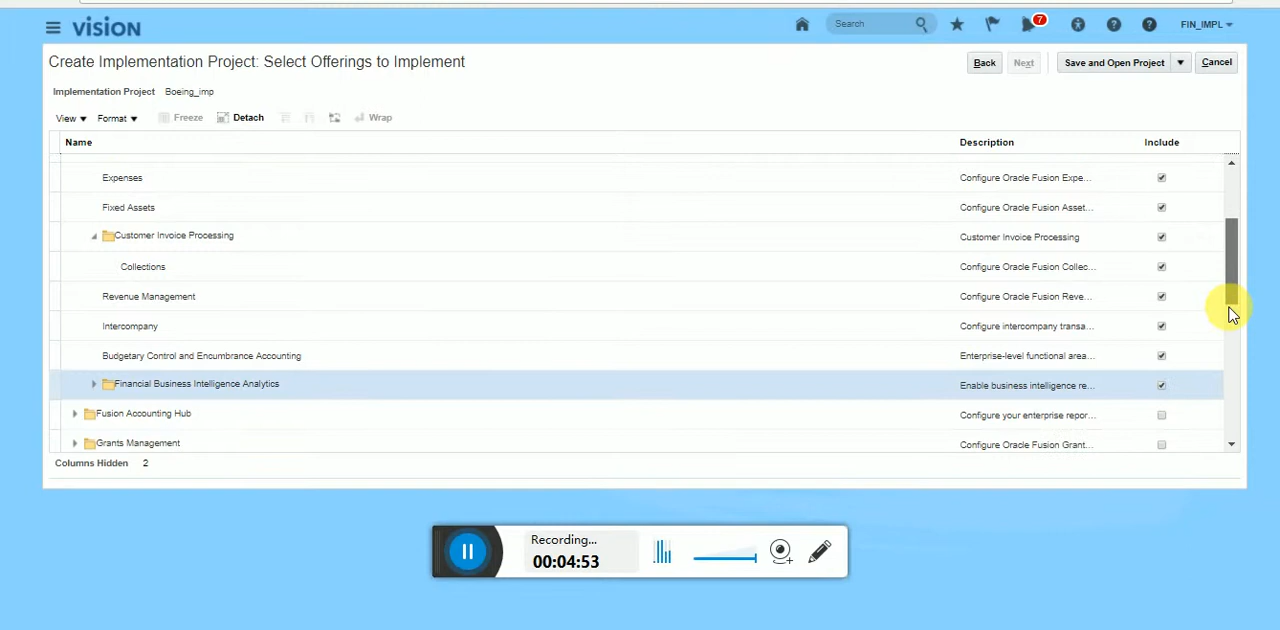 vision
Search
7
FIN_IMPL
Create Implementation Project: Select Offerings to Implement
Back
Next
Save and Open Project
Cancel
Implementation Project Boeing_imp
View Format Freeze Detach Wrap
Name Description Include
Expenses Configure Oracle Fusion Expe...
Fixed Assets Configure Oracle Fusion Asset...
Customer Invoice Processing Customer Invoice Processing
Collections Configure Oracle Fusion Collec...
Revenue Management Configure Oracle Fusion Reve...
Intercompany Configure intercompany transa...
Budgetary Control and Encumbrance Accounting Enterprise-level functional area...
Financial Business Intelligence Analytics Enable business intelligence re...
Fusion Accounting Hub Configure your enterprise repor...
Grants Management Configure Oracle Fusion Grant...
Columns Hidden 2
Recording...
00:04:53